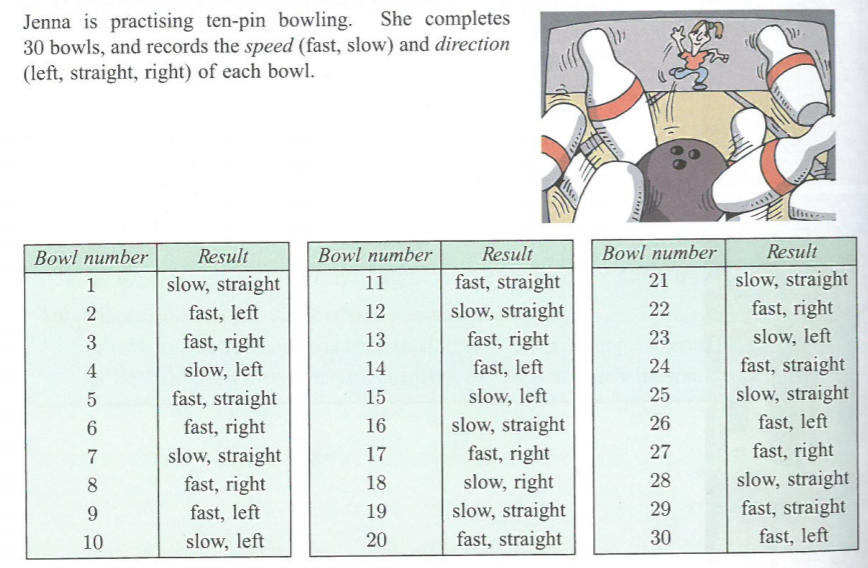 Jenna is practising ten-pin bowling. She completes
30 bowls, and records the speed (fast, slow) and direction
(left, straight, right) of each bowl.
Bowl number Result
1 slow, straight
2 fast, left
3 fast, right
4 slow, left
5 fast, straight
6 fast, right
7 slow, straight
8 fast, right
9 fast, left
10 slow, left
Bowl number Result
11 fast, straight
12 slow, straight
13 fast, right
14 fast, left
15 slow, left
16 slow, straight
17 fast, right
18 slow, right
19 slow, straight
20 fast, straight
Bowl number Result
21 slow, straight
22 fast, right
23 slow, left
24 fast, straight
25 slow, straight
26 fast, left
27 fast, right
28 slow, straight
29 fast, straight
30 fast, left